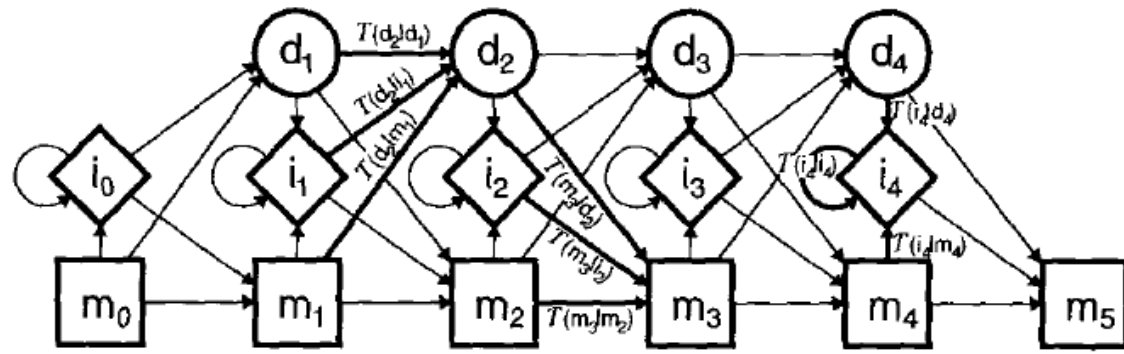 T(d₂|d₁)
d₁ d₂ d₃ d₄
T(d₂|i₁)
T(d₂|m₁)
T(i₄|d₄)
T(i₄|i₄)
i₀ i₁ i₂ i₃ i₄
T(m₃|d₂)
T(m₃|i₂)
T(i₄|m₄)
m₀ m₁ m₂ m₃ m₄ m₅
T(m₃|m₂)